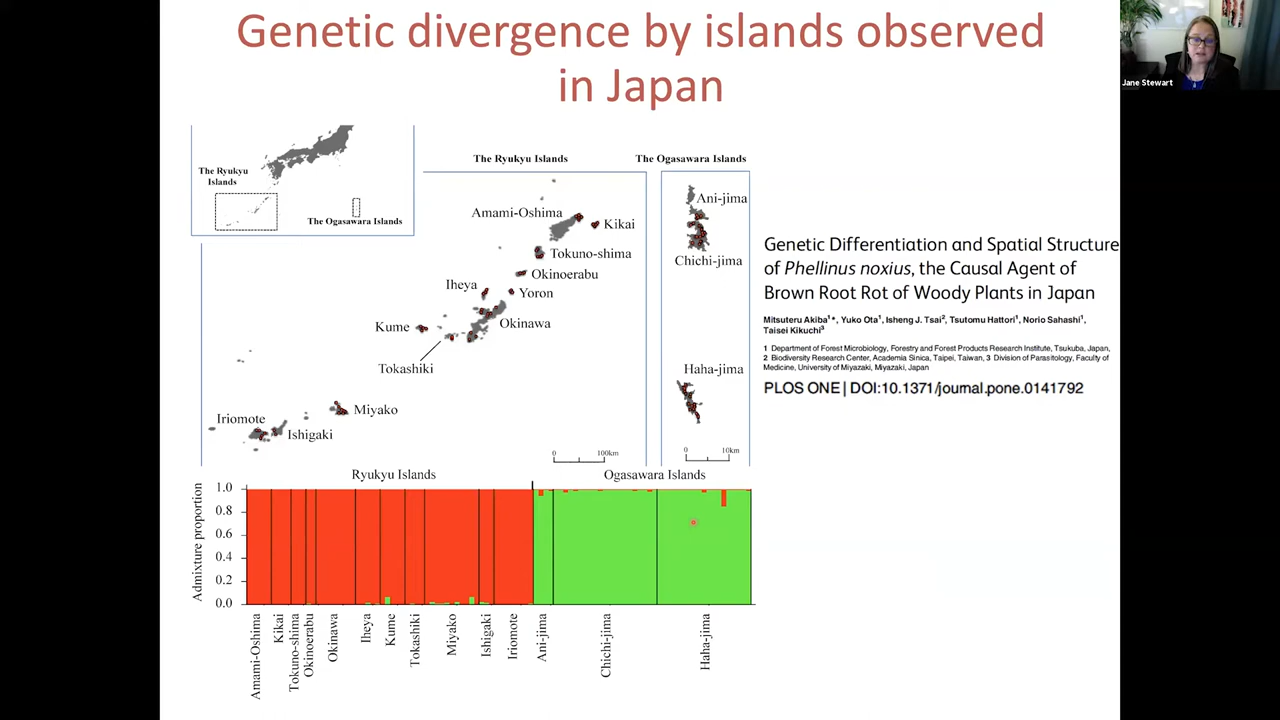 Genetic divergence by islands observed
in Japan
Jane Stewart
The Ryukyu
Islands
The Ogasawara Islands
The Ryukyu Islands
The Ogasawara Islands
Amami-Oshima
Kikai
Tokuno-shima
Okinoerabu
Iheya
Yoron
Okinawa
Kume
Tokashiki
Miyako
Iriomote
Ishigaki
0 100km
Ani-jima
Chichi-jima
Haha-jima
0 10km
Genetic Differentiation and Spatial Structure
of Phellinus noxius, the Causal Agent of
Brown Root Rot of Woody Plants in Japan
Mitsuteru Akiba1*, Yuko Ota1, Isheng J. Tsai2, Tsutomu Hattori1, Norio Sahashi1,
Taisei Kikuchi3
1 Department of Forest Microbiology, Forestry and Forest Products Research Institute, Tsukuba, Japan,
2 Biodiversity Research Center, Academia Sinica, Taipei, Taiwan, 3 Division of Parasitology, Faculty of
Medicine, University of Miyazaki, Miyazaki, Japan
PLOS ONE | DOI:10.1371/journal.pone.0141792
Ryukyu Islands
Ogasawara Islands
Admixture proportion
1.0
0.8
0.6
0.4
0.2
0.0
Amami-Oshima
Kikai
Tokuno-shima
Okinoerabu
Okinawa
Iheya
Kume
Tokashiki
Miyako
Ishigaki
Iriomote
Ani-jima
Chichi-jima
Haha-jima